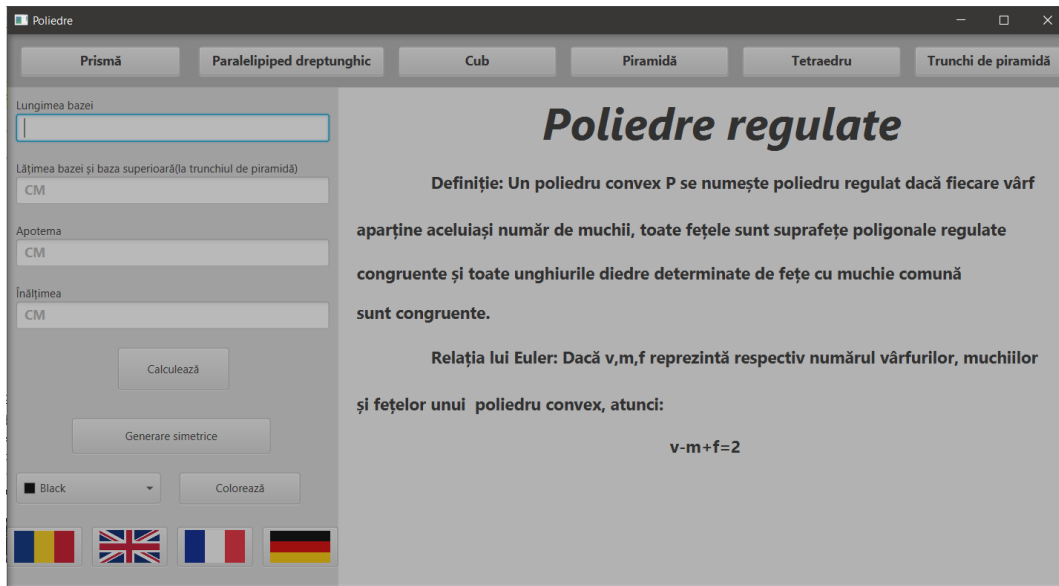 Poliedre
Prismă
Paralelipiped dreptunghic
Cub
Piramidă
Tetraedru
Trunchi de piramidă
Lungimea bazei
Lățimea bazei și baza superioară(la trunchiul de piramidă)
CM
Apotema
CM
Înălțimea
CM
Calculează
Generare simetrice
Black
Colorează
Poliedre regulate
Definiție: Un poliedru convex P se numește poliedru regulat dacă fiecare vârf
aparține aceluiași număr de muchii, toate fețele sunt suprafețe poligonale regulate
congruente și toate unghiurile diedre determinate de fețe cu muchie comună
sunt congruente.
Relația lui Euler: Dacă v,m,f reprezintă respectiv numărul vârfurilor, muchiilor
și fețelor unui poliedru convex, atunci:
v-m+f=2